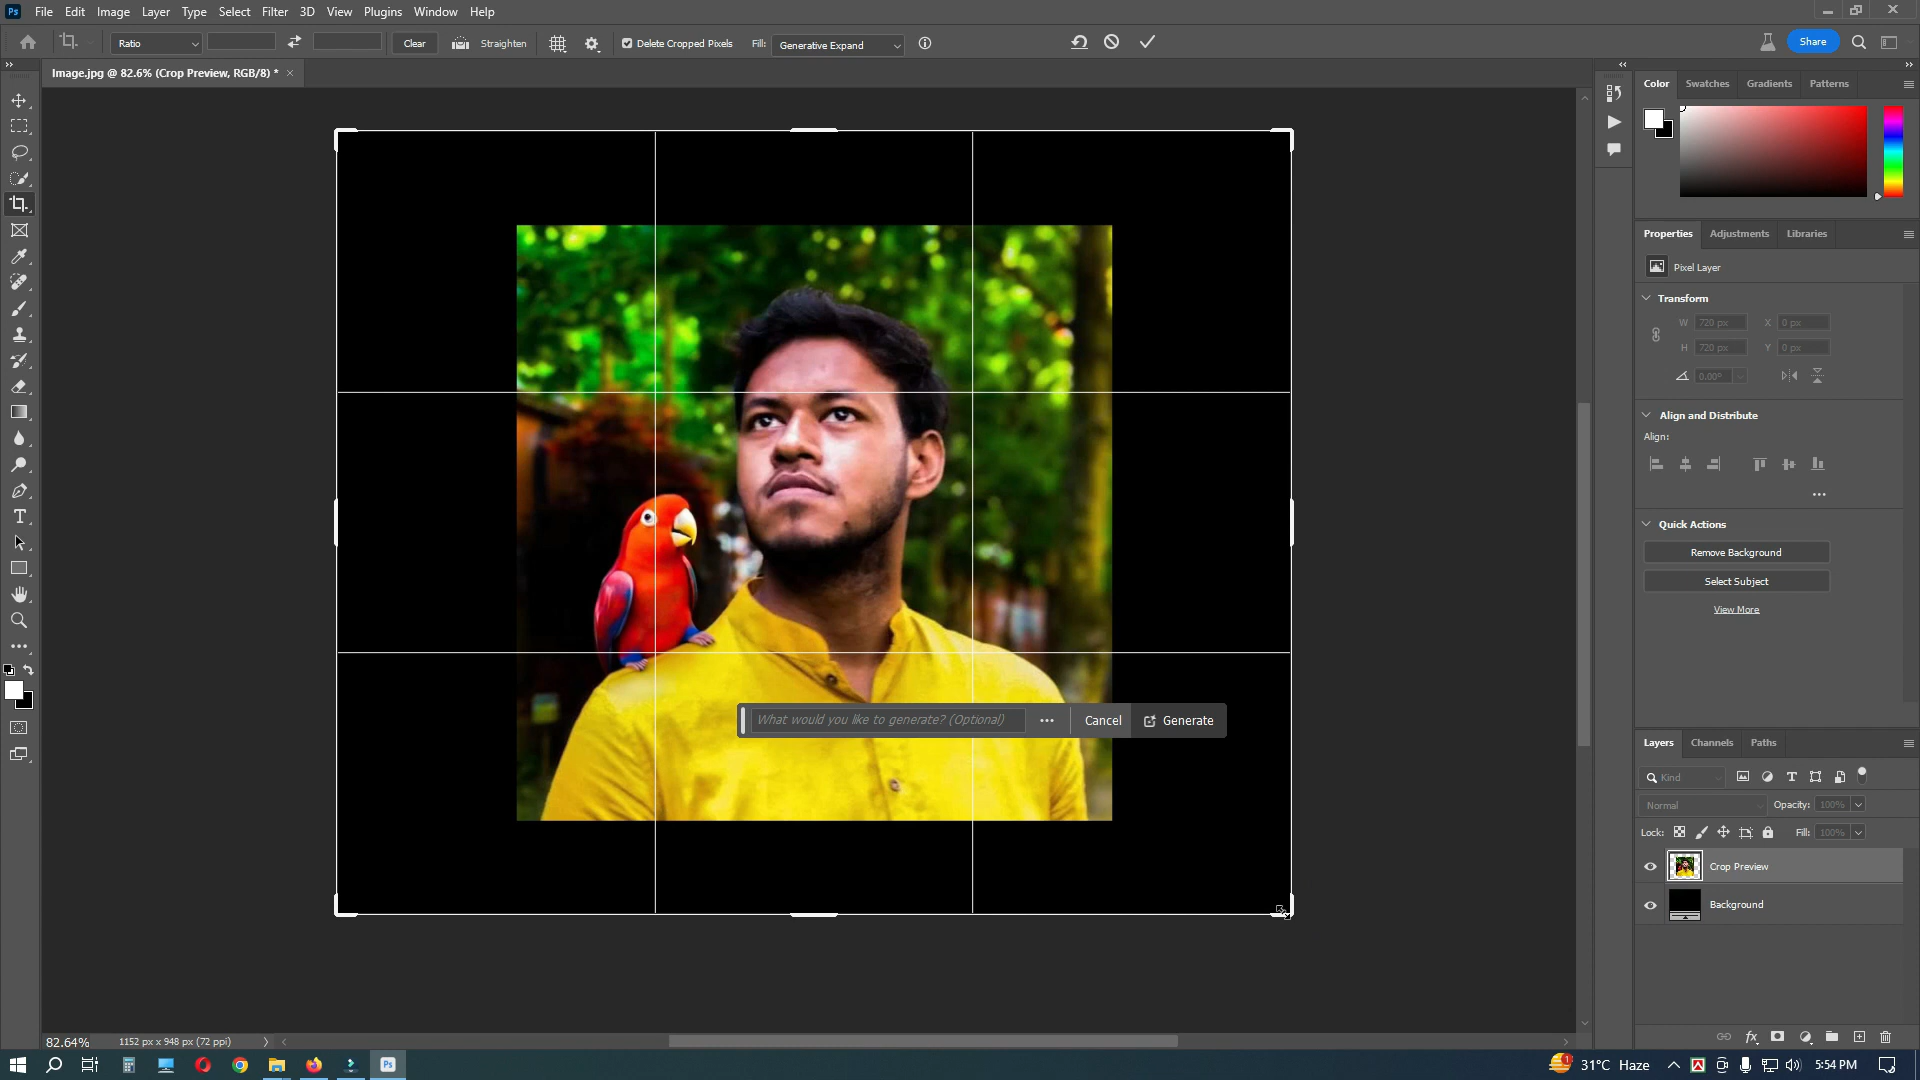 Ps File Edit Image Layer Type Select Filter 3D View Plugins Window Help
Ratio Clear Straighten Delete Cropped Pixels Fill: Generative Expand Share
Image.jpg @ 82.6% (Crop Preview, RGB/8) *
Color Swatches Gradients Patterns
Properties Adjustments Libraries
Pixel Layer
Transform
W 720 px X 0 px
H 720 px Y 0 px
0.00°
Align and Distribute
Align:
Quick Actions
Remove Background
Select Subject
View More
What would you like to generate? (Optional) Cancel Generate
Layers Channels Paths
Kind
Normal Opacity: 100%
Lock: Fill: 100%
Crop Preview
Background
82.64% 1152 px x 948 px (72 ppi)
Ps 1 31°C Haze 5:54 PM